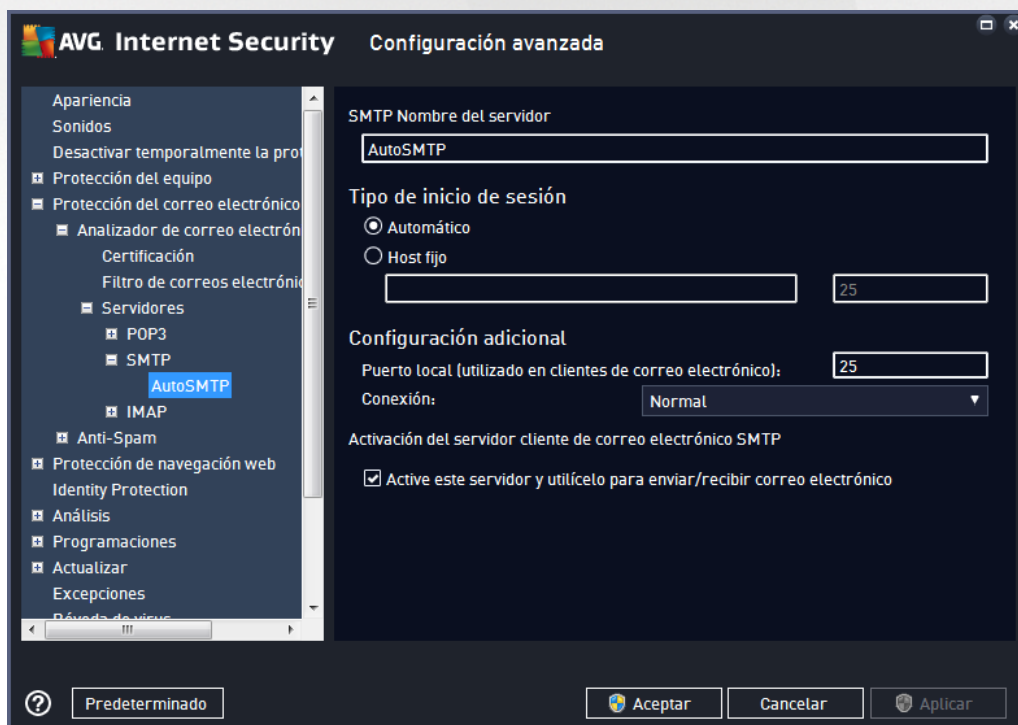 AVG. Internet Security Configuración avanzada
Apariencia
Sonidos
Desactivar temporalmente la prot
Protección del equipo
Protección del correo electrónico
Analizador de correo electrón
Certificación
Filtro de correos electrónic
Servidores
POP3
SMTP
AutoSMTP
IMAP
Anti-Spam
Protección de navegación web
Identity Protection
Análisis
Programaciones
Actualizar
Excepciones
Bóveda de virus
SMTP Nombre del servidor
AutoSMTP
Tipo de inicio de sesión
Automático
Host fijo
25
Configuración adicional
Puerto local (utilizado en clientes de correo electrónico): 25
Conexión: Normal
Activación del servidor cliente de correo electrónico SMTP
Active este servidor y utilícelo para enviar/recibir correo electrónico
? Predeterminado Aceptar Cancelar Aplicar